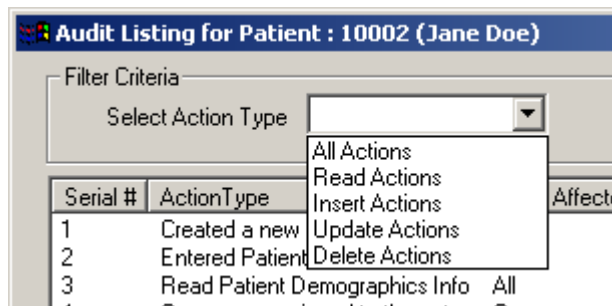 Audit Listing for Patient : 10002 (Jane Doe)
Filter Criteria
Select Action Type
All Actions
Read Actions
Insert Actions
Update Actions
Delete Actions
Serial # ActionType
1 Created a new
2 Entered Patient
3 Read Patient Demographics Info All